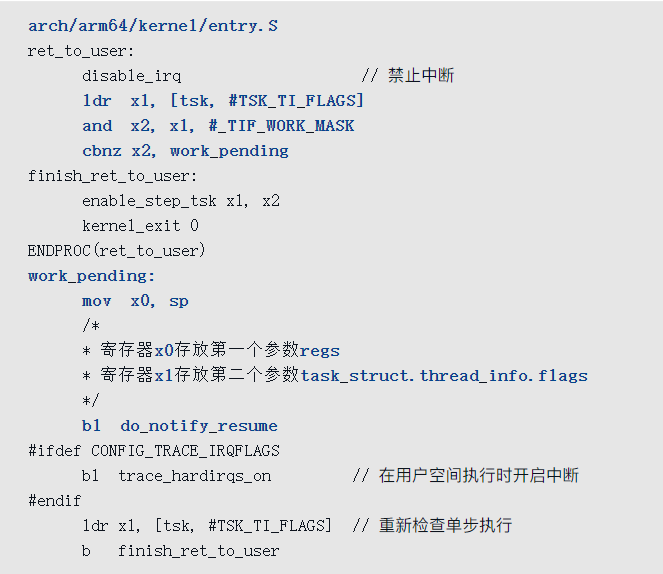 arch/arm64/kernel/entry.S
ret_to_user:
disable_irq // 禁止中断
ldr x1, [tsk, #TSK_TI_FLAGS]
and x2, x1, #_TIF_WORK_MASK
cbnz x2, work_pending
finish_ret_to_user:
enable_step_tsk x1, x2
kernel_exit 0
ENDPROC(ret_to_user)
work_pending:
mov x0, sp
/*
* 寄存器x0存放第一个参数regs
* 寄存器x1存放第二个参数task_struct.thread_info.flags
*/
bl do_notify_resume
#ifdef CONFIG_TRACE_IRQFLAGS
bl trace_hardirqs_on // 在用户空间执行时开启中断
#endif
ldr x1, [tsk, #TSK_TI_FLAGS] // 重新检查单步执行
b finish_ret_to_user